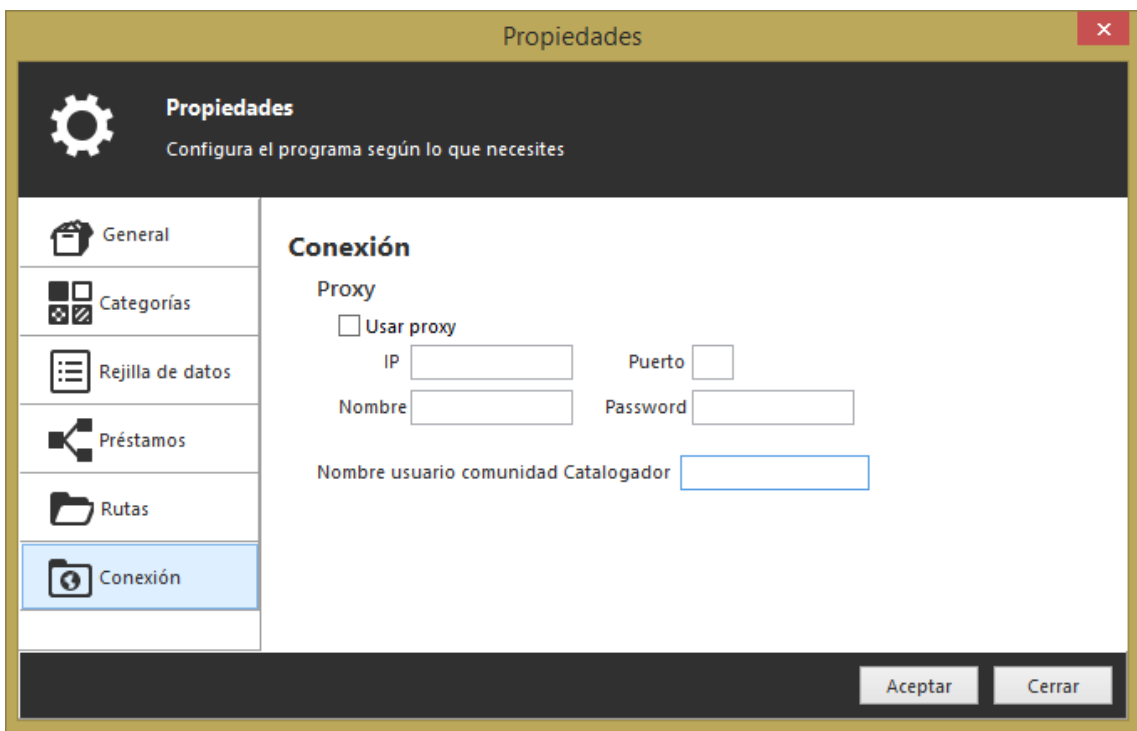 Propiedades
Propiedades
Configura el programa según lo que necesites
General
Categorías
Rejilla de datos
Préstamos
Rutas
Conexión
Conexión
Proxy
Usar proxy
IP Puerto
Nombre Password
Nombre usuario comunidad Catalogador
Aceptar Cerrar